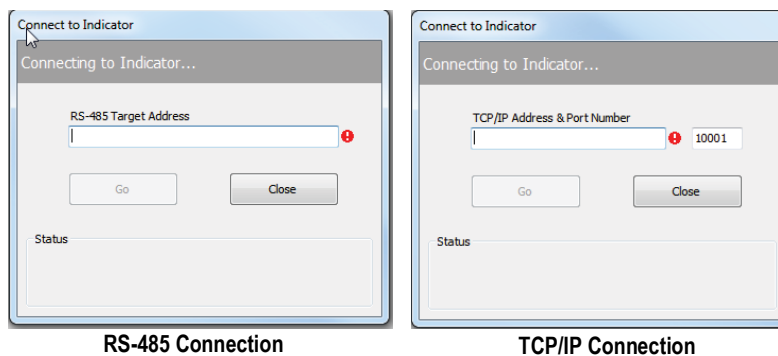 Connect to Indicator
Connecting to Indicator...
RS-485 Target Address
Go
Close
Status
RS-485 Connection
Connect to Indicator
Connecting to Indicator...
TCP/IP Address & Port Number
10001
Go
Close
Status
TCP/IP Connection